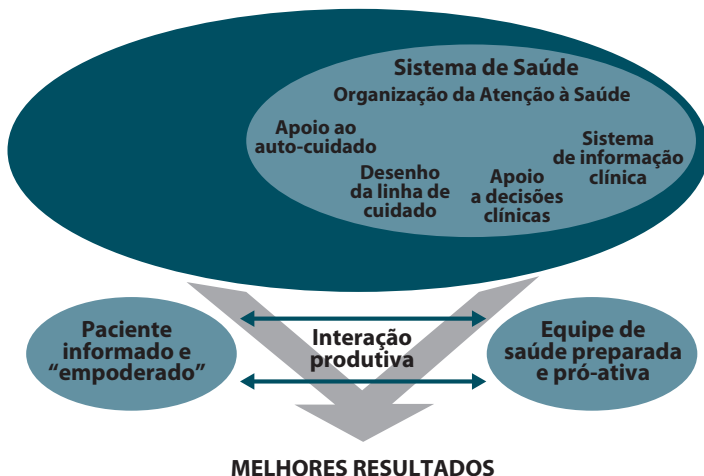 Sistema de Saúde
Organização da Atenção à Saúde
Apoio ao
auto-cuidado
Desenho
da linha de
cuidado
Apoio
a decisões
clínicas
Sistema
de informação
clínica
Paciente
informado e
“empoderado”
Interação
produtiva
Equipe de
saúde preparada
e pró-ativa
MELHORES RESULTADOS